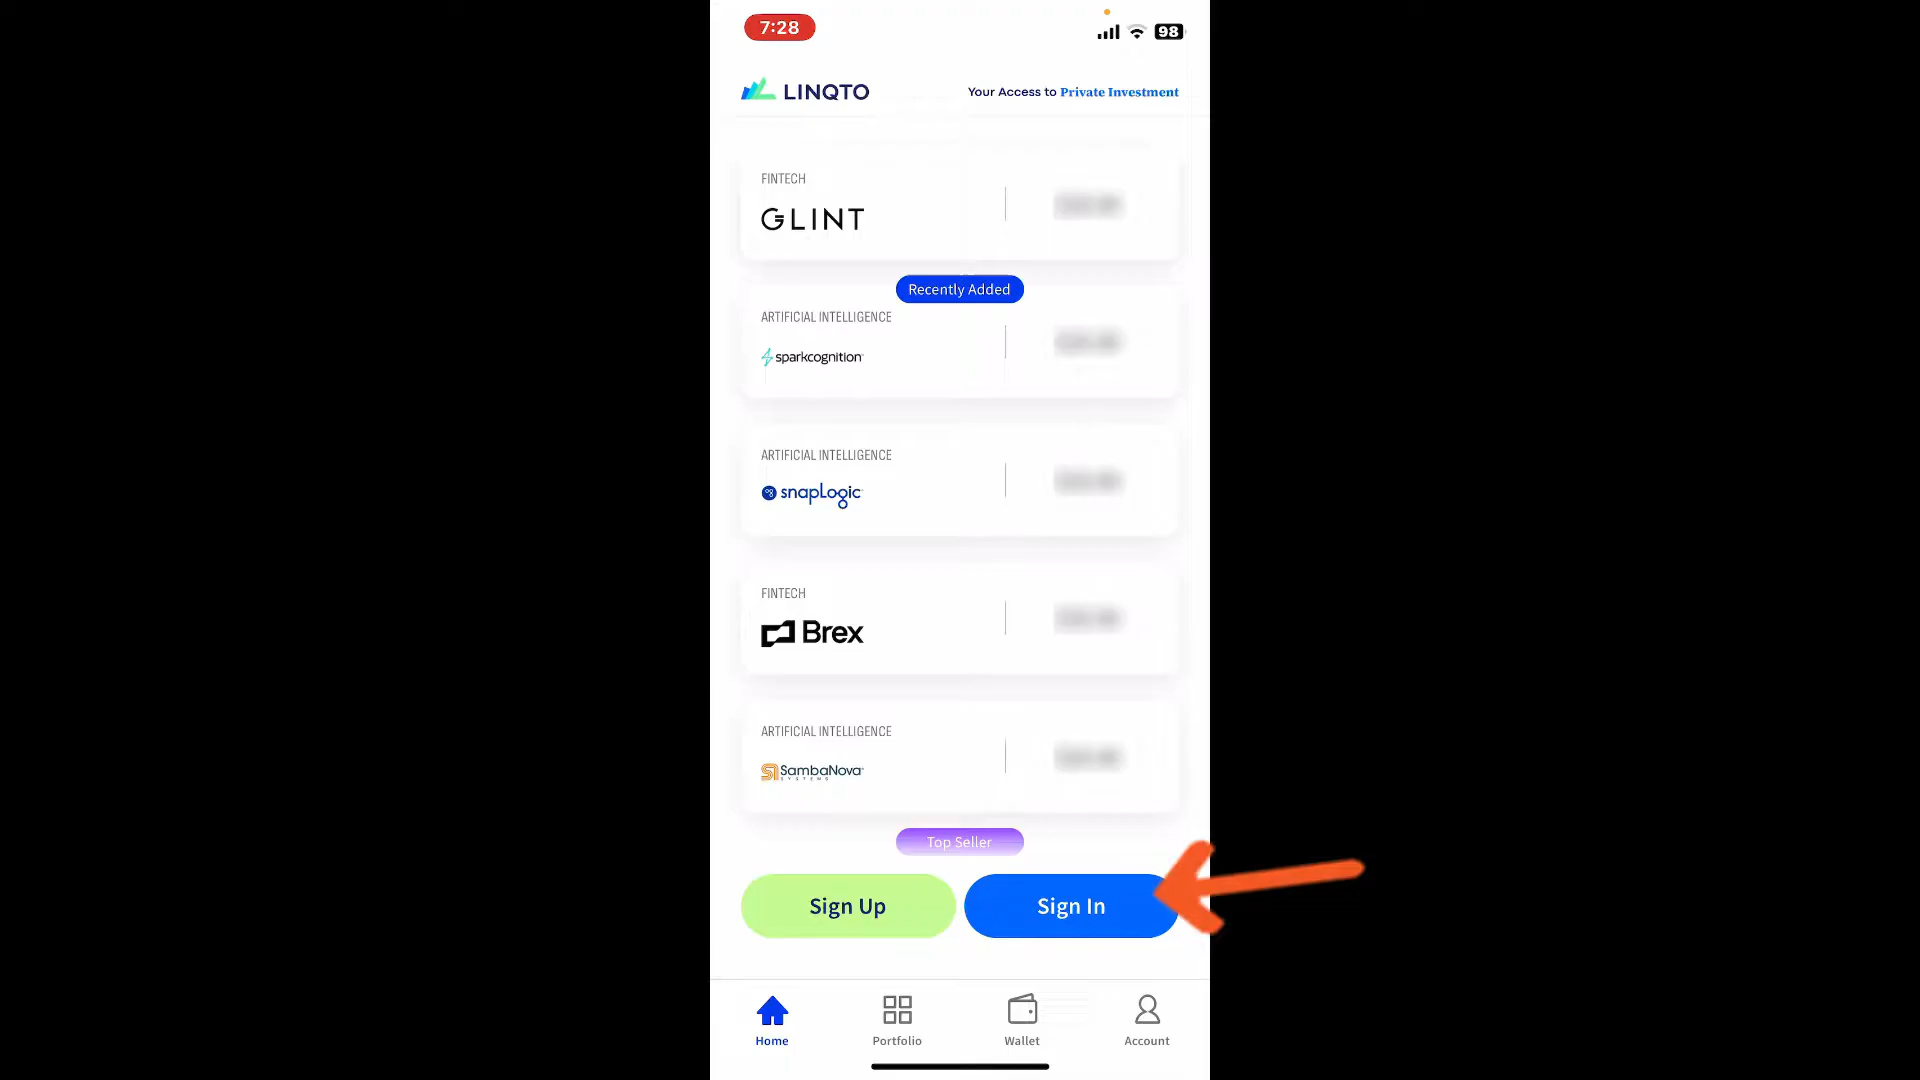 7:28
98
LINQTO
Your Access to Private Investment
FINTECH
GLINT
Recently Added
ARTIFICIAL INTELLIGENCE
sparkcognition
ARTIFICIAL INTELLIGENCE
snapLogic
FINTECH
Brex
ARTIFICIAL INTELLIGENCE
SambaNova
SYSTEMS
Top Seller
Sign Up
Sign In
Home
Portfolio
Wallet
Account